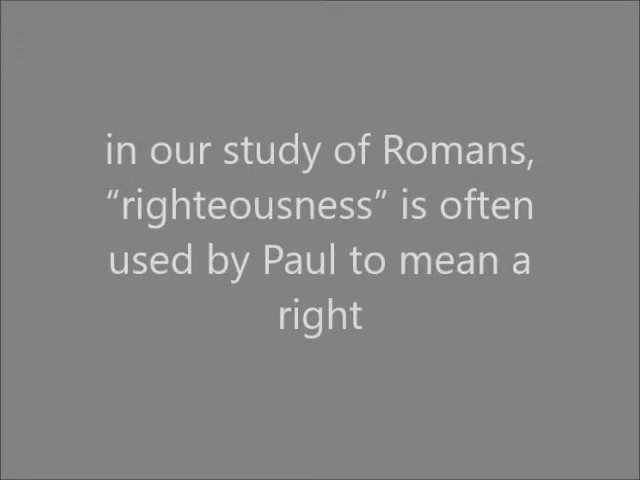 in our study of Romans,
“righteousness” is often
used by Paul to mean a
right